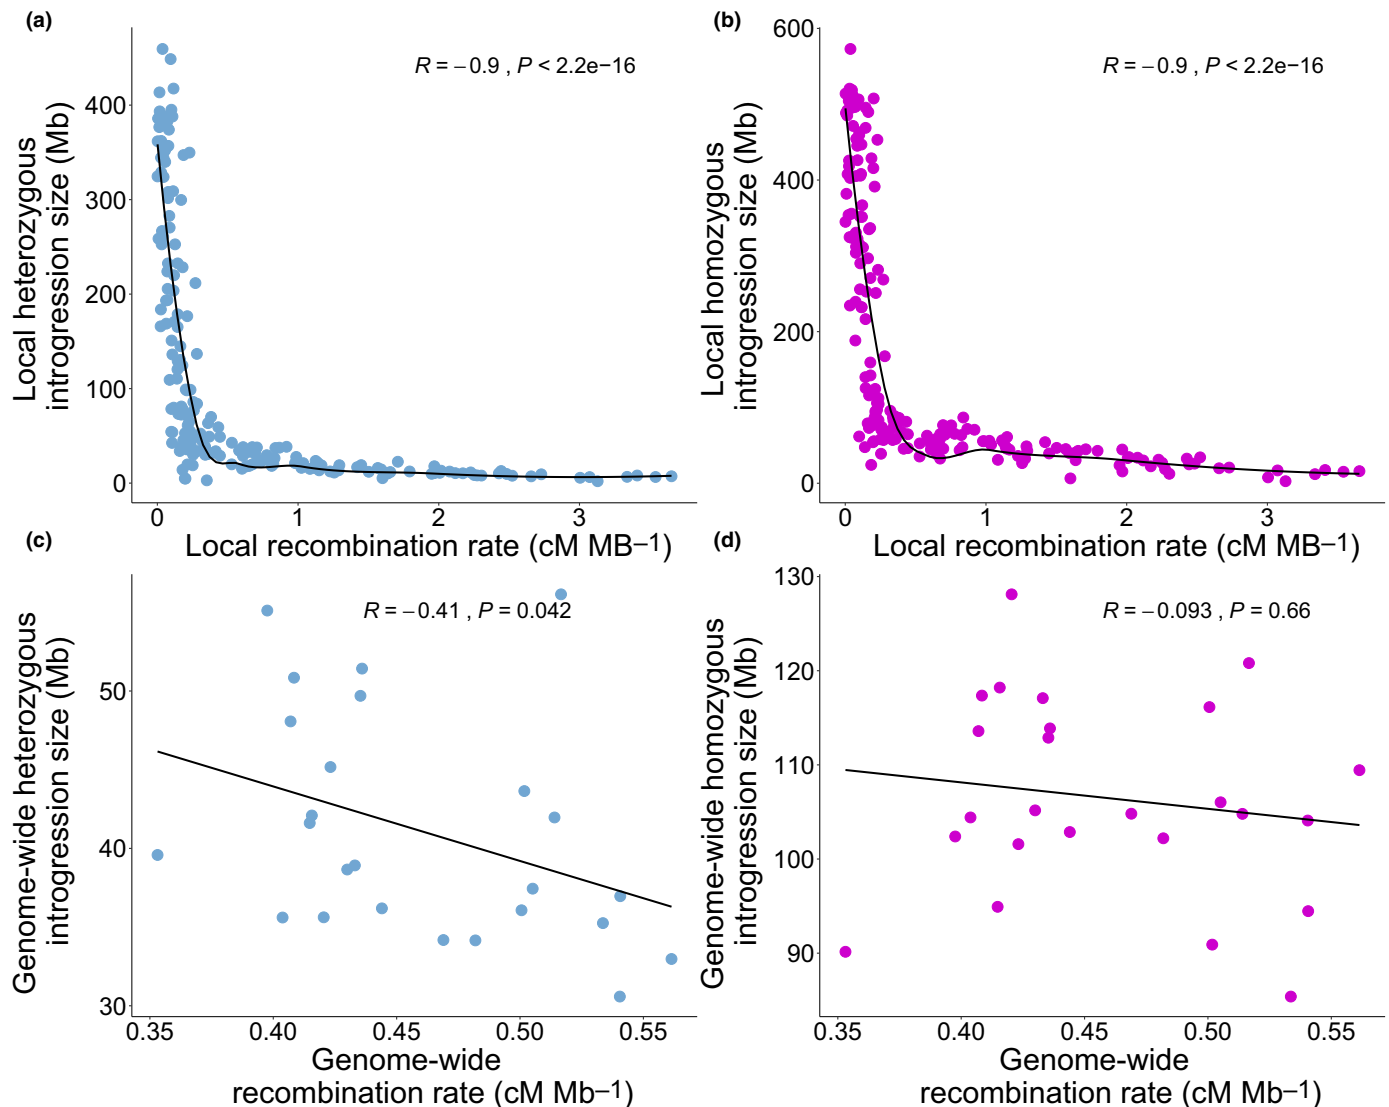 (a)
R = −0.9 , P < 2.2e−16
Local heterozygous
introgression size (Mb)
400
300
200
100
0
0 1 2 3
Local recombination rate (cM MB−1)
(b)
R = −0.9 , P < 2.2e−16
Local homozygous
introgression size (Mb)
600
400
200
0
0 1 2 3
Local recombination rate (cM MB−1)
(c)
R = −0.41 , P = 0.042
Genome-wide heterozygous
introgression size (Mb)
50
40
30
0.35 0.40 0.45 0.50 0.55
Genome-wide
recombination rate (cM Mb−1)
(d)
R = −0.093 , P = 0.66
Genome-wide homozygous
introgression size (Mb)
130
120
110
100
90
0.35 0.40 0.45 0.50 0.55
Genome-wide
recombination rate (cM Mb−1)